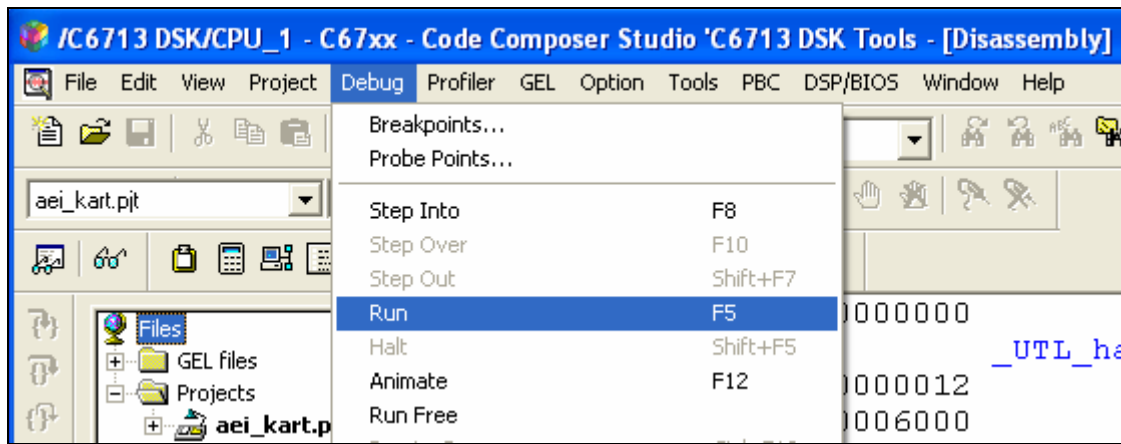 /C6713 DSK/CPU_1 - C67xx - Code Composer Studio 'C6713 DSK Tools - [Disassembly]
File Edit View Project Debug Profiler GEL Option Tools PBC DSP/BIOS Window Help
Breakpoints...
Probe Points...
aei_kart.pjt
Step Into F8
Step Over F10
Step Out Shift+F7
Run F5
Halt Shift+F5
Animate F12
Run Free
Files
GEL files
Projects
aei_kart.p
0000000
_UTL_ha
0000012
0006000